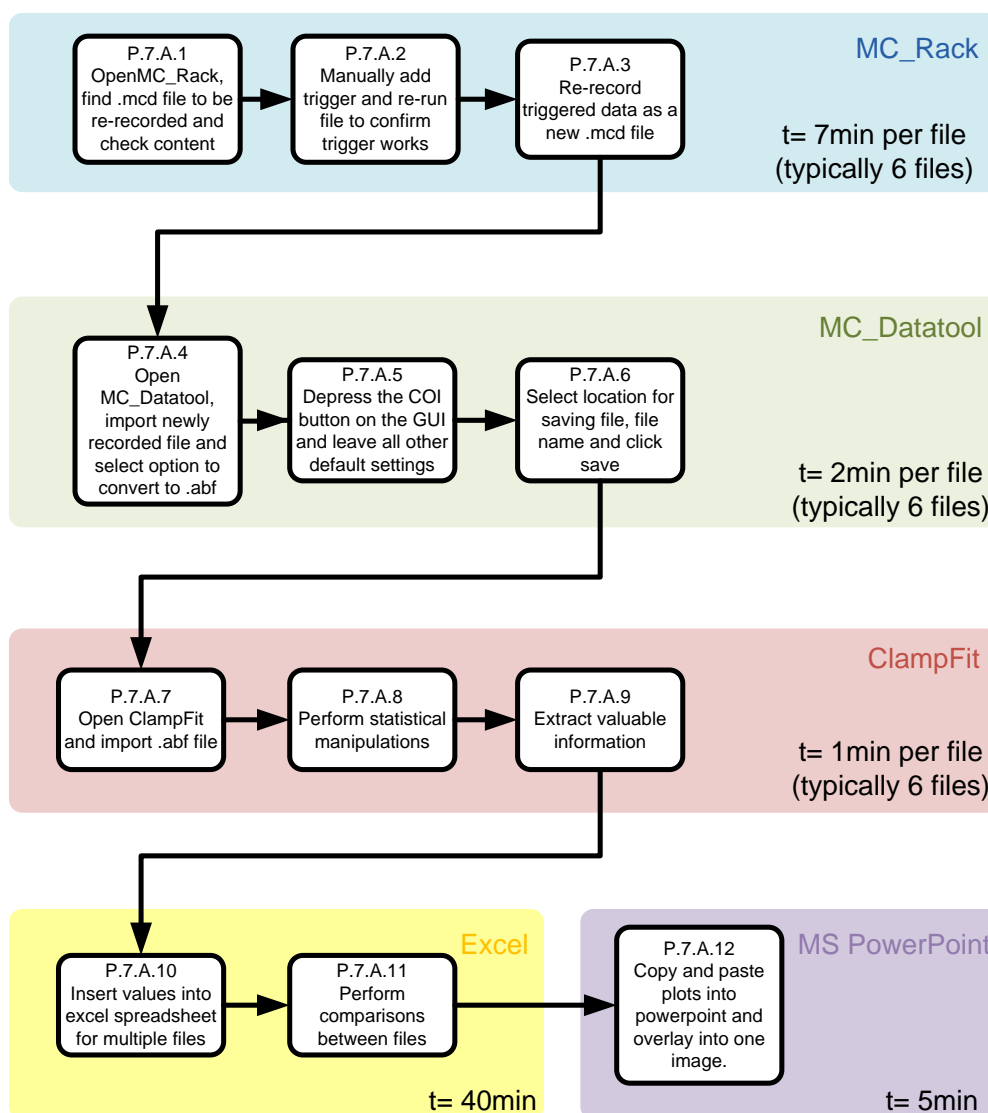 MC_Rack
P.7.A.1
OpenMC_Rack,
find .mcd file to be
re-recorded and
check content
P.7.A.2
Manually add
trigger and re-run
file to confirm
trigger works
P.7.A.3
Re-record
triggered data as a
new .mcd file
t= 7min per file
(typically 6 files)
MC_Datatool
P.7.A.4
Open
MC_Datatool,
import newly
recorded file and
select option to
convert to .abf
P.7.A.5
Depress the COI
button on the GUI
and leave all other
default settings
P.7.A.6
Select location for
saving file, file
name and click
save
t= 2min per file
(typically 6 files)
ClampFit
P.7.A.7
Open ClampFit
and import .abf file
P.7.A.8
Perform statistical
manipulations
P.7.A.9
Extract valuable
information
t= 1min per file
(typically 6 files)
Excel
P.7.A.10
Insert values into
excel spreadsheet
for multiple files
P.7.A.11
Perform
comparisons
between files
t= 40min
MS PowerPoint
P.7.A.12
Copy and paste
plots into
powerpoint and
overlay into one
image.
t= 5min